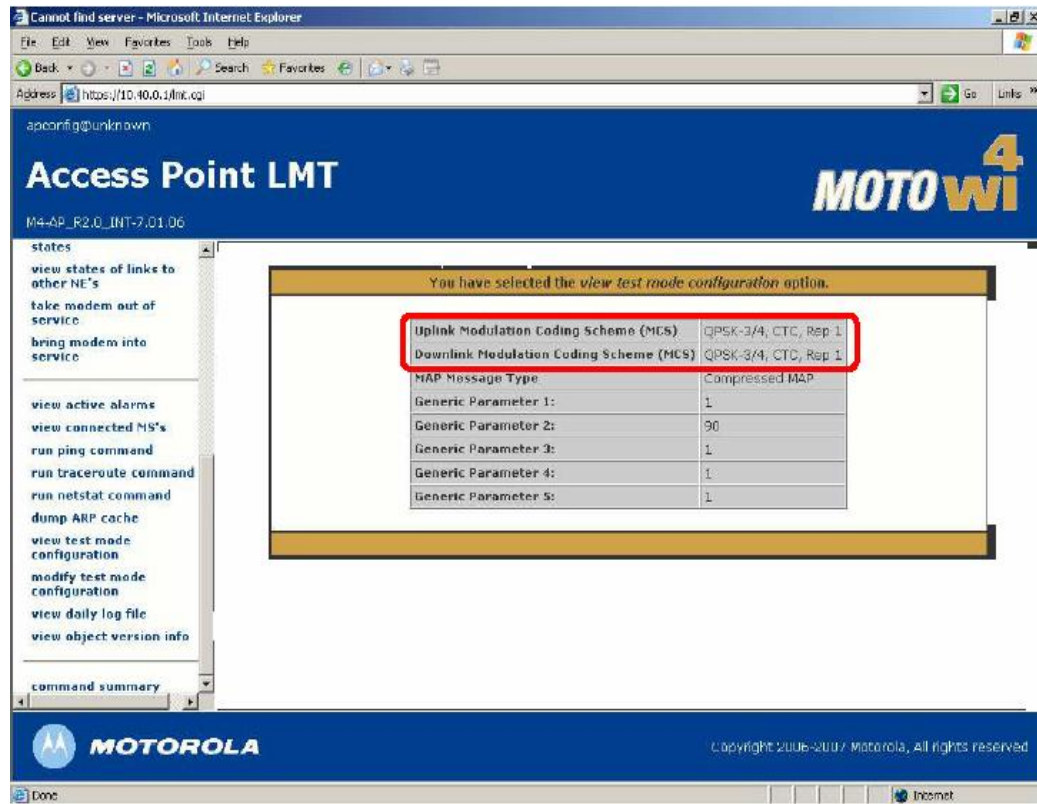 Cannot find server - Microsoft Internet Explorer
File Edit View Favorites Tools Help
Back Search Favorites
Address https://10.40.0.1/lmt.cgi Go Links »
apconfig@unknown
Access Point LMT
MOTOwi4
M4-AP_R2.0_INT-7.01.06
states
view states of links to
other NE's
take modem out of
service
bring modem into
service
view active alarms
view connected MS's
run ping command
run traceroute command
run netstat command
dump ARP cache
view test mode
configuration
modify test mode
configuration
view daily log file
view object version info
command summary
You have selected the view test mode configuration option.
Uplink Modulation Coding Scheme (MCS) QPSK-3/4, CTC, Rep 1
Downlink Modulation Coding Scheme (MCS) QPSK-3/4, CTC, Rep 1
MAP Message Type Compressed MAP
Generic Parameter 1: 1
Generic Parameter 2: 90
Generic Parameter 3: 1
Generic Parameter 4: 1
Generic Parameter 5: 1
MOTOROLA
Copyright 2006-2007 Motorola, All rights reserved
Done Internet